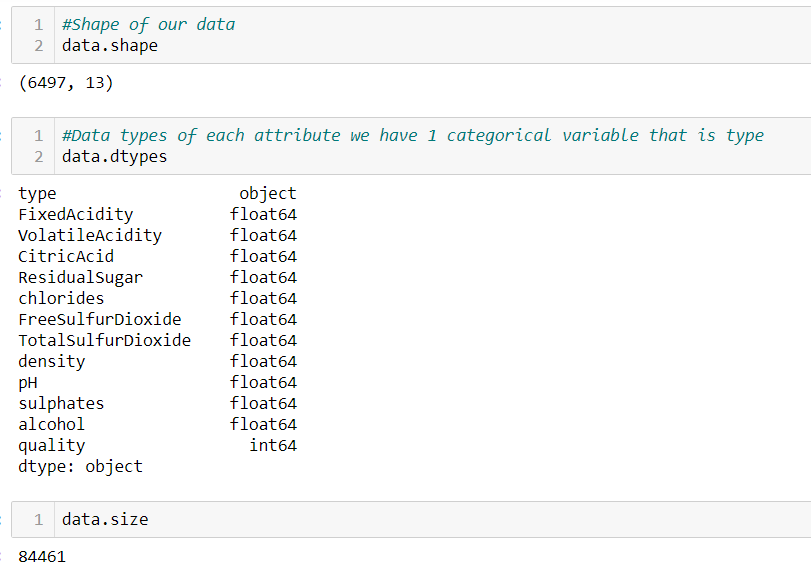 1 #Shape of our data
2 data.shape
(6497, 13)
1 #Data types of each attribute we have 1 categorical variable that is type
2 data.dtypes
type object
FixedAcidity float64
VolatileAcidity float64
CitricAcid float64
ResidualSugar float64
chlorides float64
FreeSulfurDioxide float64
TotalSulfurDioxide float64
density float64
pH float64
sulphates float64
alcohol float64
quality int64
dtype: object
1 data.size
84461